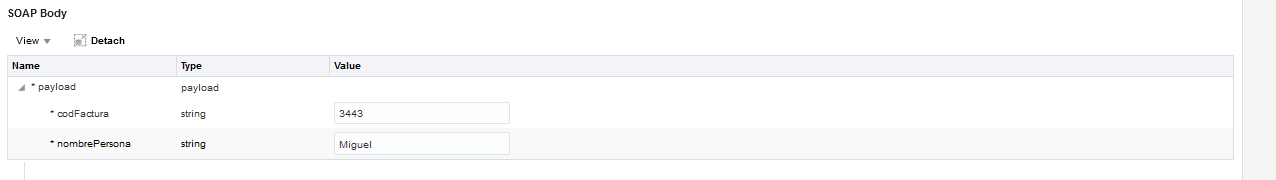 SOAP Body
View Detach
Name Type Value
* payload payload
* codFactura string 3443
* nombrePersona string Miguel